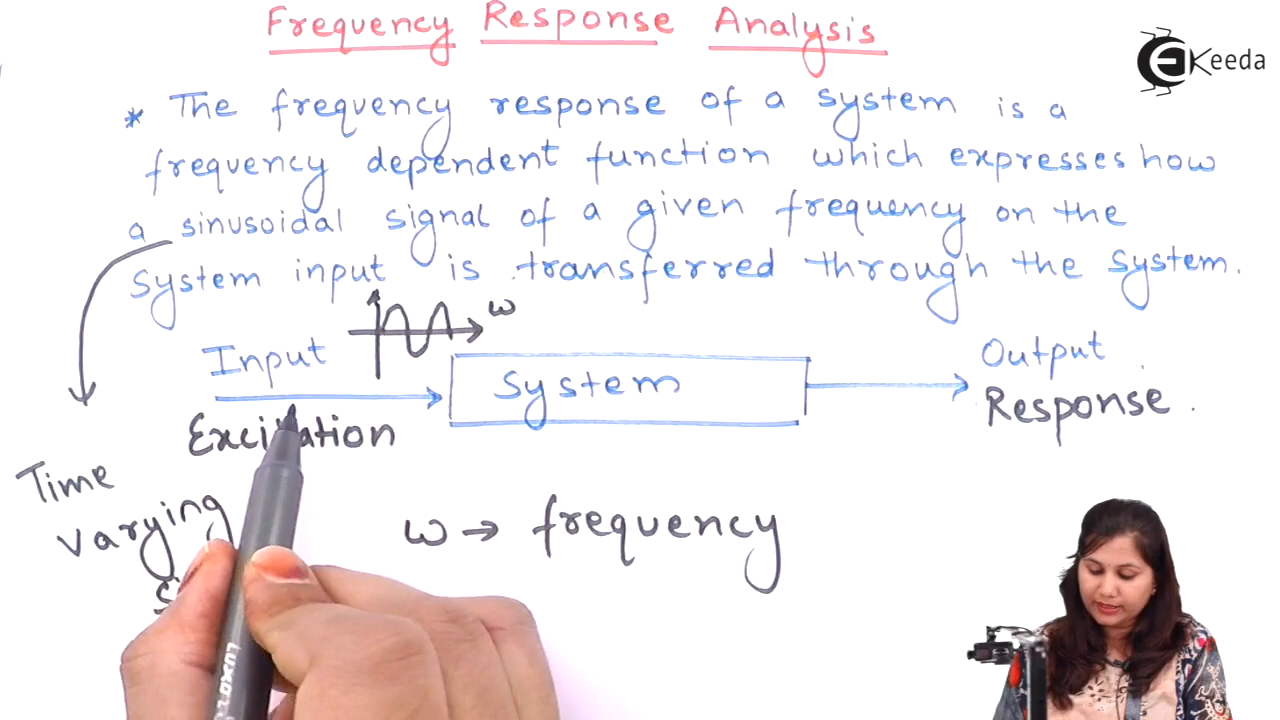 Frequency Response Analysis
Keeda
* The frequency response of a system is a
frequency dependent function which expresses how
a sinusoidal signal of a given frequency on the
system input is transferred through the system.
ω
Input
System
Output
Excitation
Response.
Time
varying
ω → frequency